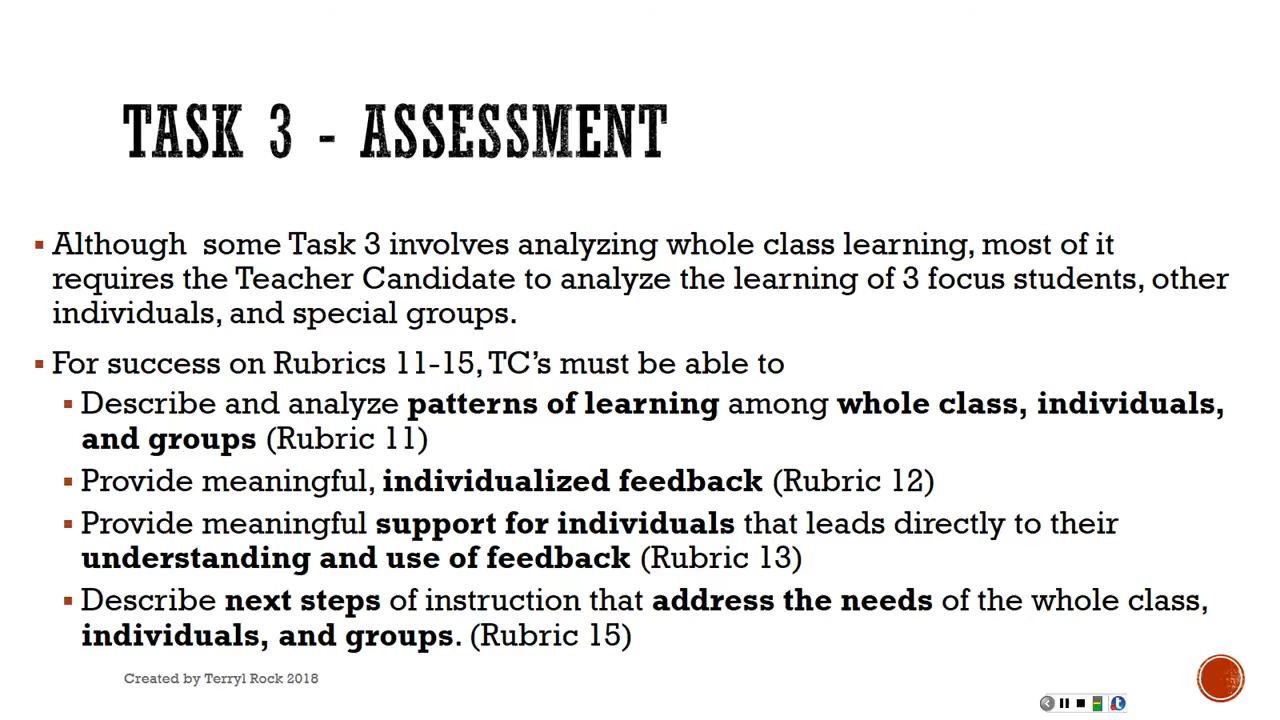 TASK 3 - ASSESSMENT
▪ Although some Task 3 involves analyzing whole class learning, most of it
requires the Teacher Candidate to analyze the learning of 3 focus students, other
individuals, and special groups.
▪ For success on Rubrics 11-15, TC's must be able to
▪ Describe and analyze patterns of learning among whole class, individuals,
and groups (Rubric 11)
▪ Provide meaningful, individualized feedback (Rubric 12)
▪ Provide meaningful support for individuals that leads directly to their
understanding and use of feedback (Rubric 13)
▪ Describe next steps of instruction that address the needs of the whole class,
individuals, and groups. (Rubric 15)
Created by Terryl Rock 2018